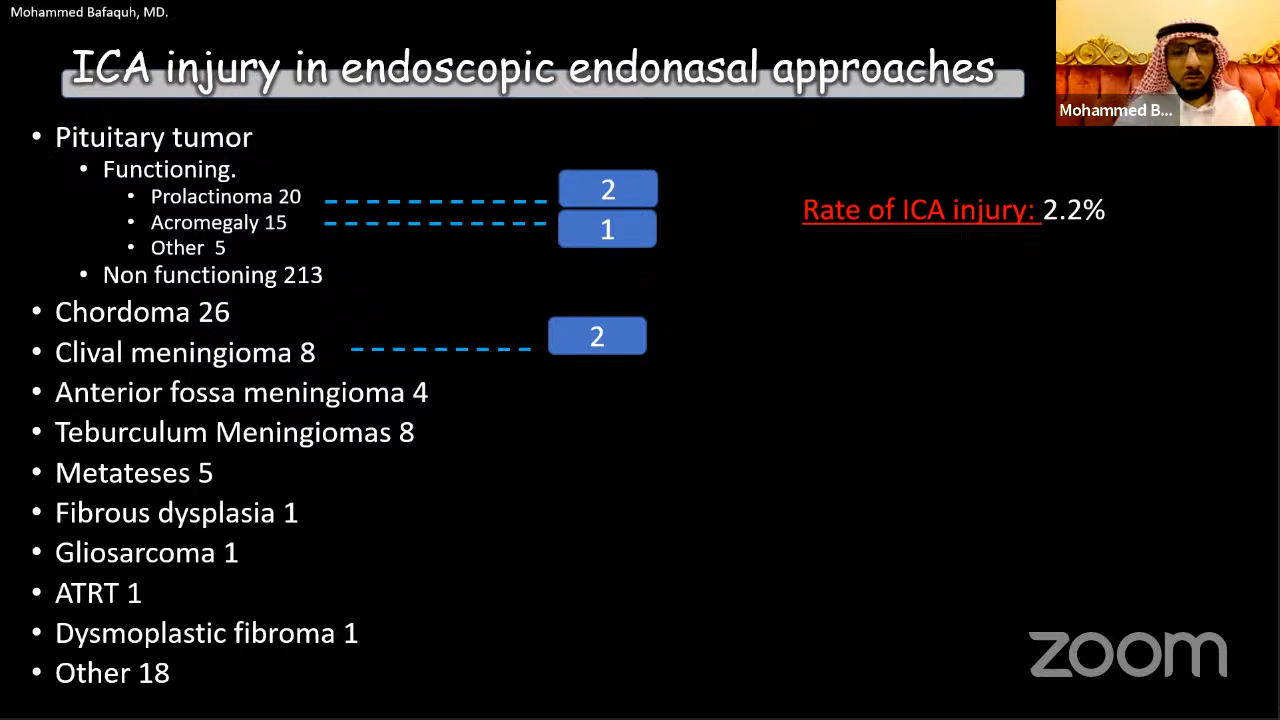 Mohammed Bafaquh, MD.
ICA injury in endoscopic endonasal approaches
Mohammed B...
• Pituitary tumor
• Functioning.
• Prolactinoma 20
2
• Acromegaly 15
1
• Other 5
• Non functioning 213
Rate of ICA injury: 2.2%
• Chordoma 26
• Clival meningioma 8
2
• Anterior fossa meningioma 4
• Teburculum Meningiomas 8
• Metateses 5
• Fibrous dysplasia 1
• Gliosarcoma 1
• ATRT 1
• Dysmoplastic fibroma 1
• Other 18
zoom